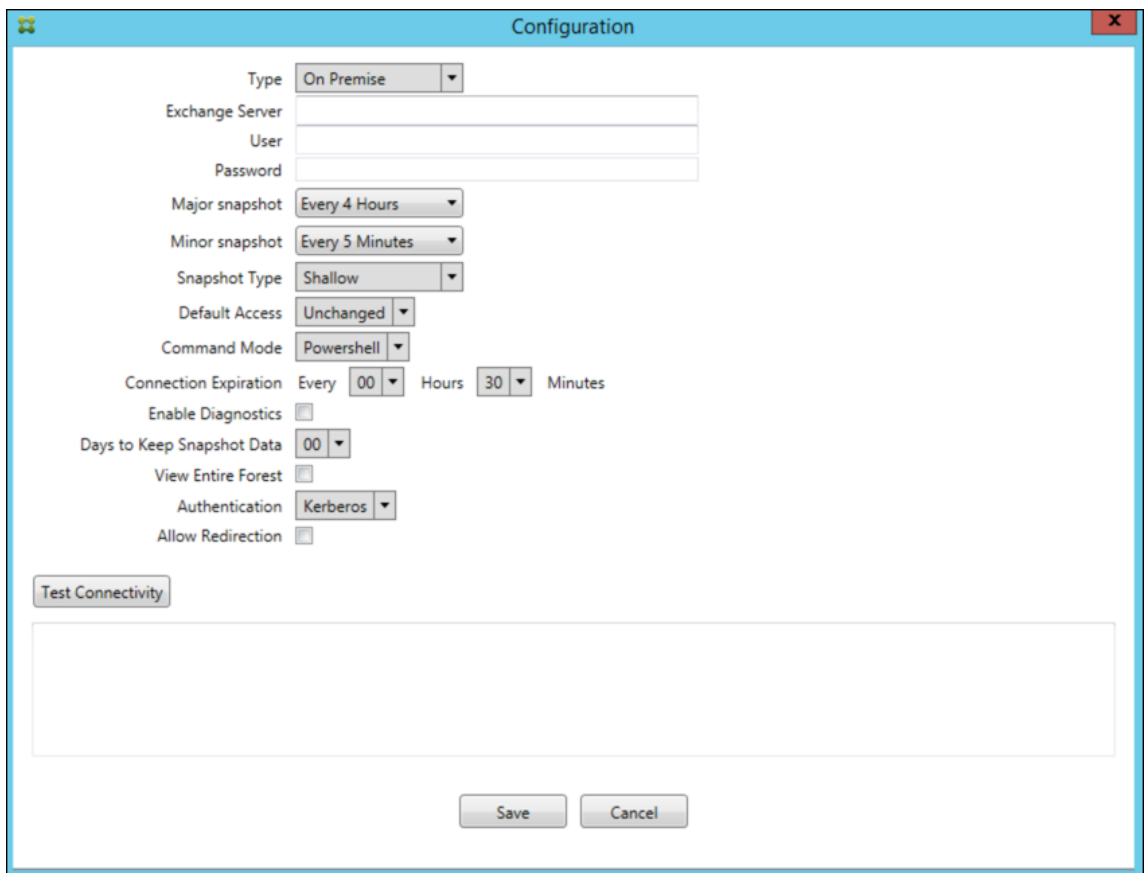 Configuration
x
Type On Premise
Exchange Server
User
Password
Major snapshot Every 4 Hours
Minor snapshot Every 5 Minutes
Snapshot Type Shallow
Default Access Unchanged
Command Mode Powershell
Connection Expiration Every 00 Hours 30 Minutes
Enable Diagnostics
Days to Keep Snapshot Data 00
View Entire Forest
Authentication Kerberos
Allow Redirection
Test Connectivity
Save Cancel